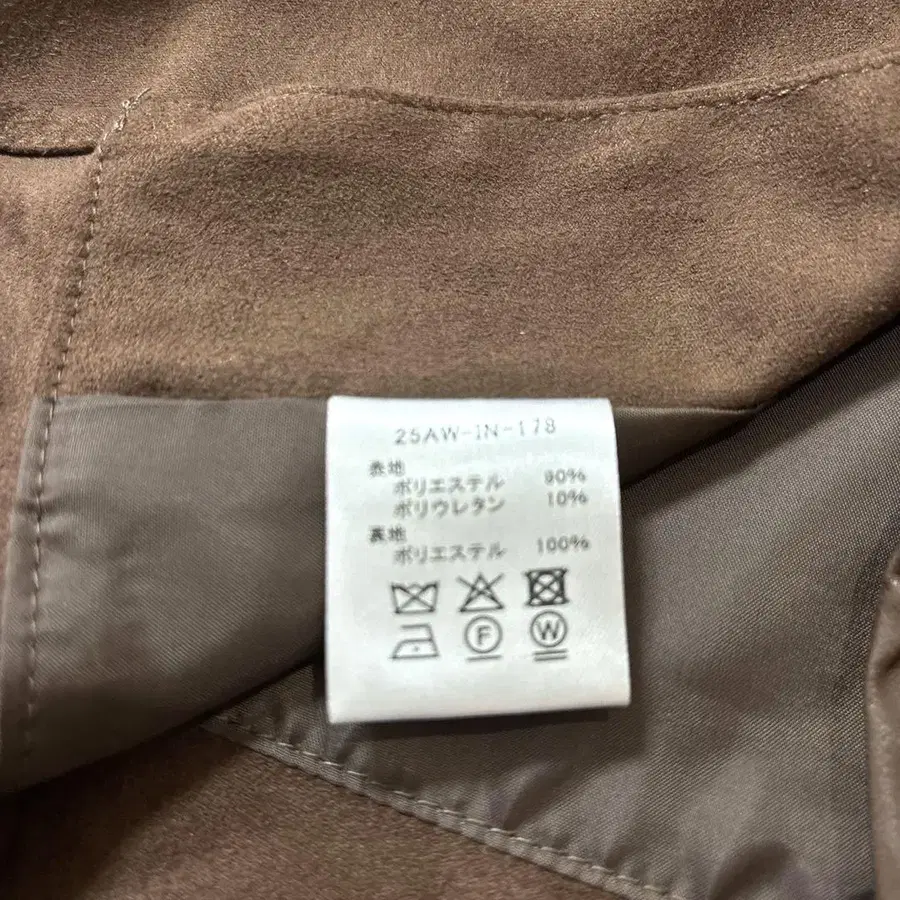 25AW-IN-178
表地
ポリエステル 90%
ポリウレタン 10%
裏地
ポリエステル 100%
F W